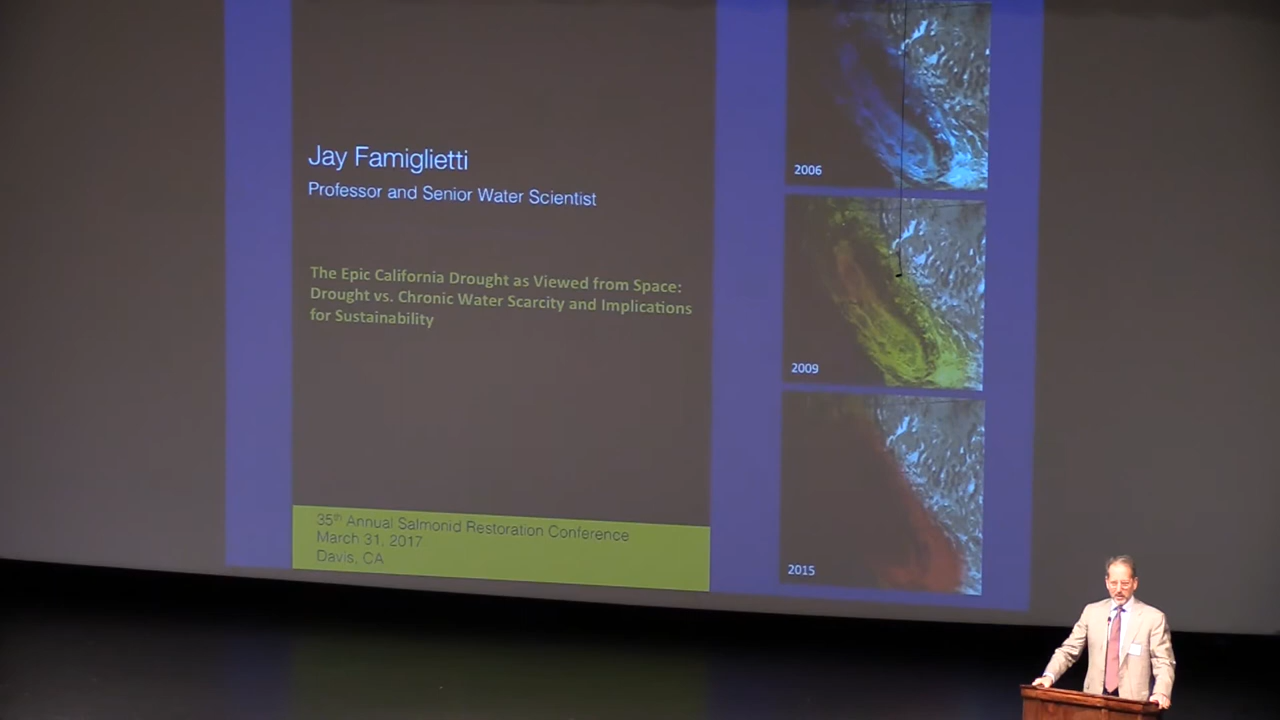 Jay Famiglietti
Professor and Senior Water Scientist
The Epic California Drought as Viewed from Space:
Drought vs. Chronic Water Scarcity and Implications
for Sustainability
35th Annual Salmonid Restoration Conference
March 31, 2017
Davis, CA
2006
2009
2015